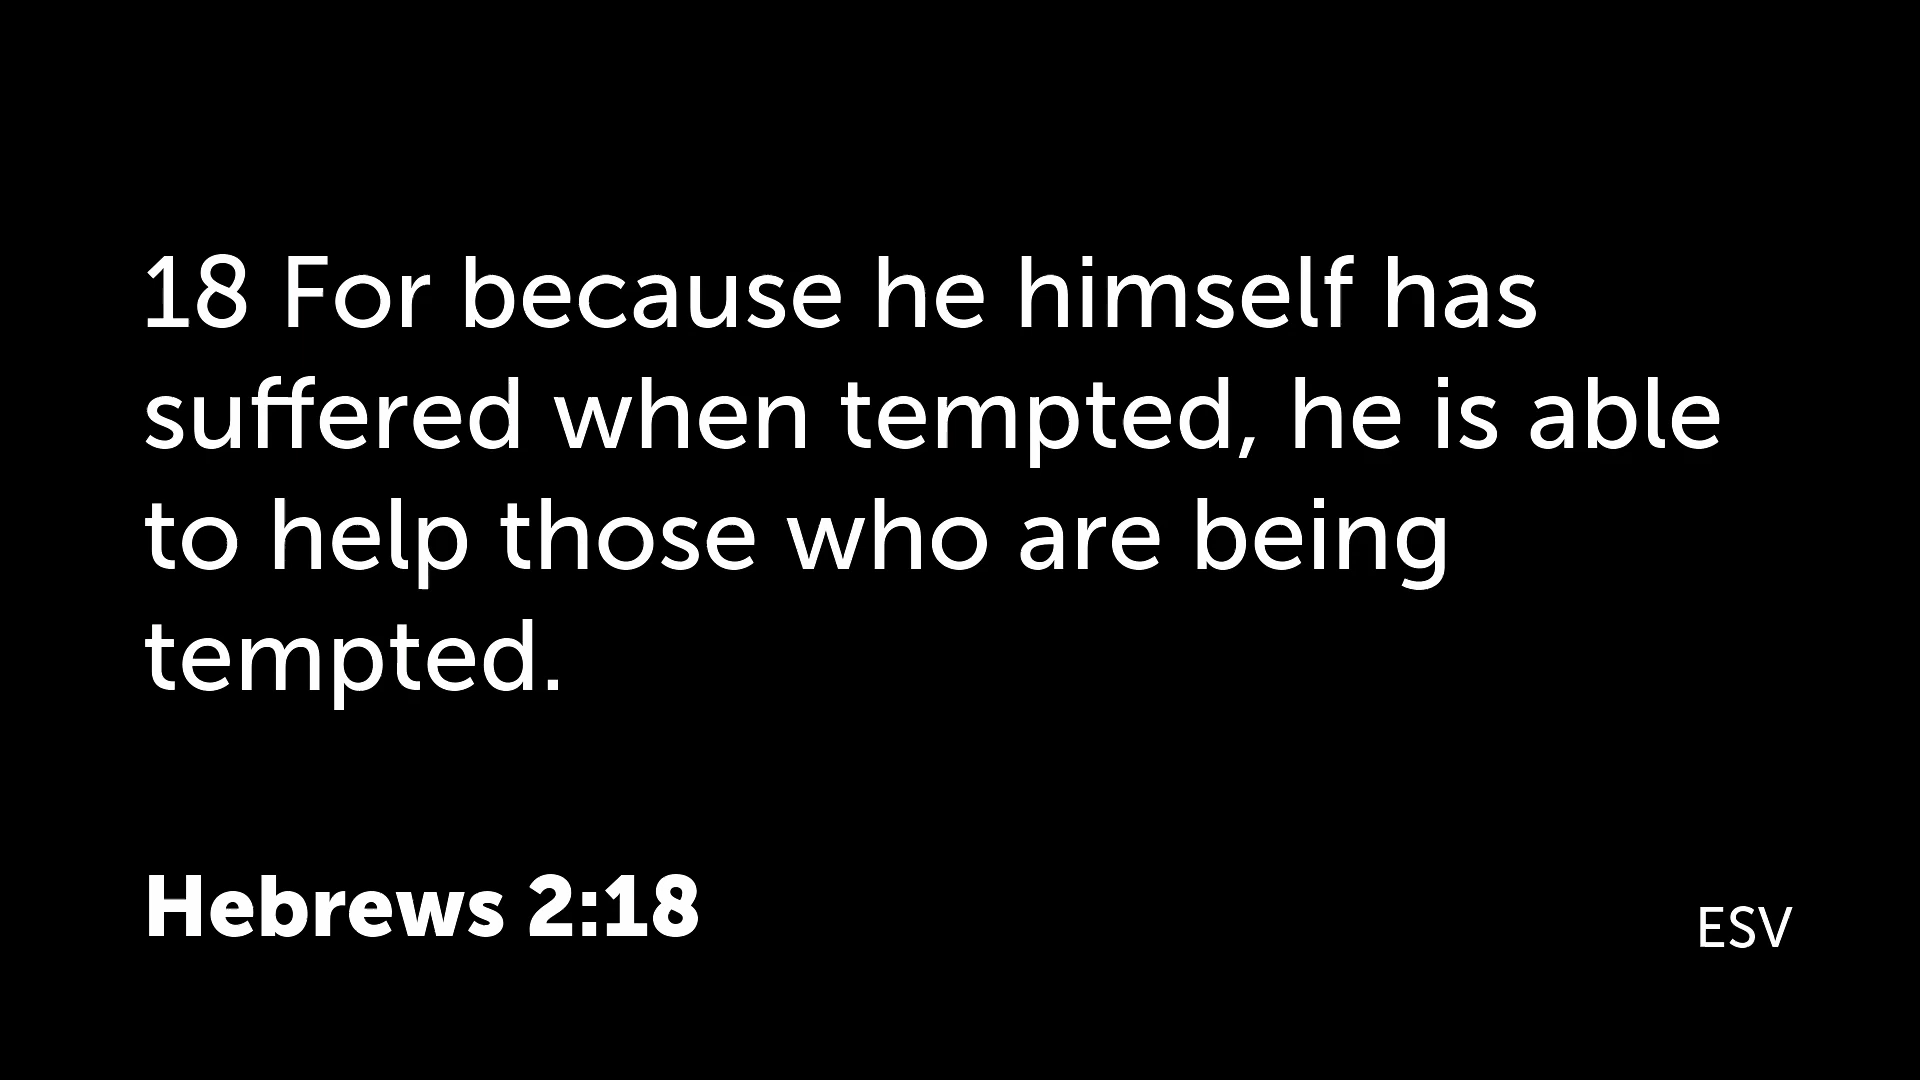 18 For because he himself has
suffered when tempted, he is able
to help those who are being
tempted.
Hebrews 2:18
ESV